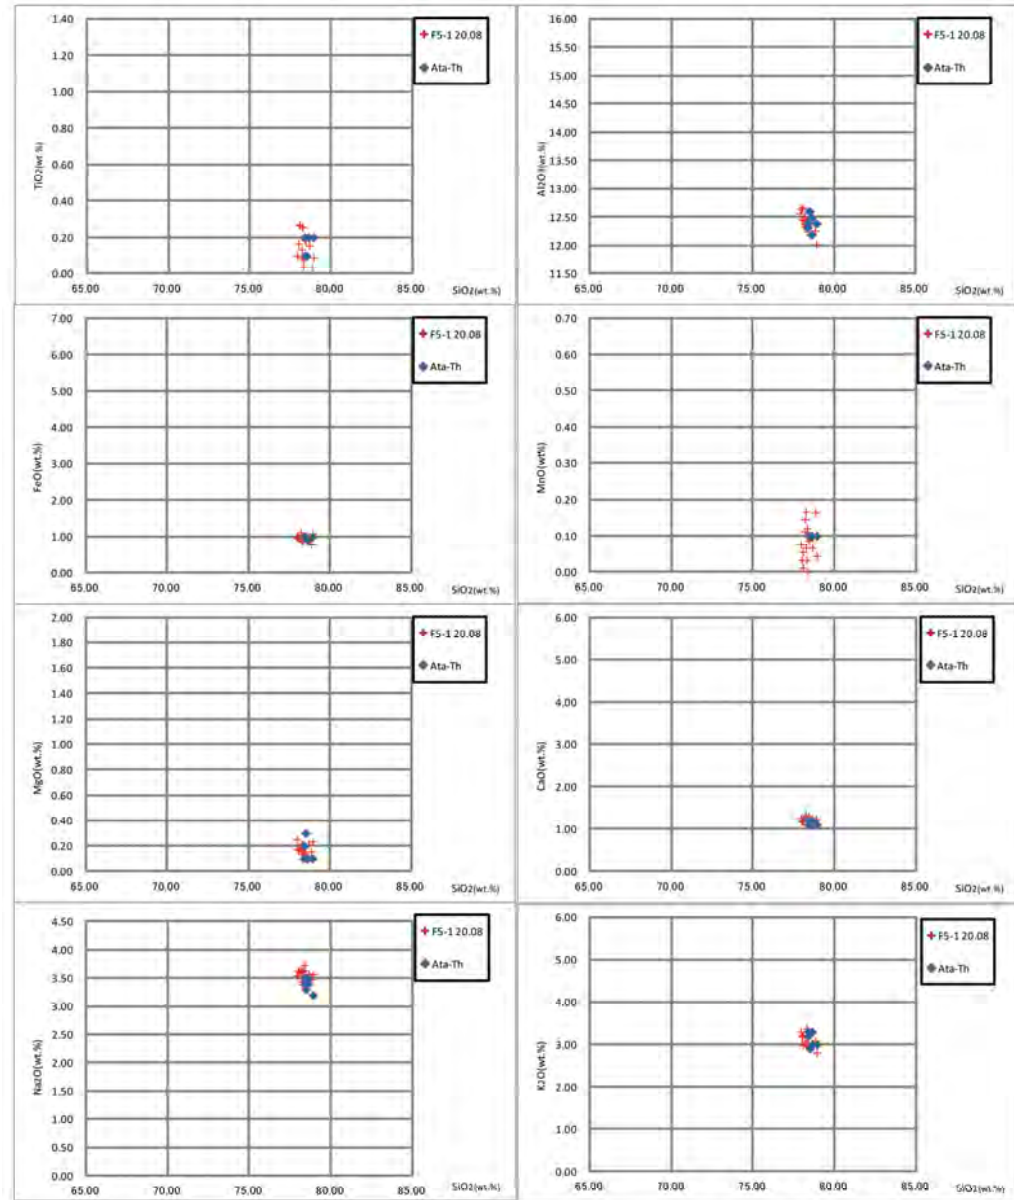 1.40
1.20
1.00
0.80
0.60
0.40
0.20
0.00
TiO2(wt.%)
65.00 70.00 75.00 80.00 85.00
SiO2(wt.%)
F5-1 20.08
Ata-Th
16.00
15.50
15.00
14.50
14.00
13.50
13.00
12.50
12.00
11.50
Al2O3(wt.%)
65.00 70.00 75.00 80.00 85.00
SiO2(wt.%)
F5-1 20.08
Ata-Th
7.00
6.00
5.00
4.00
3.00
2.00
1.00
0.00
FeO(wt.%)
65.00 70.00 75.00 80.00 85.00
SiO2(wt.%)
F5-1 20.08
Ata-Th
0.70
0.60
0.50
0.40
0.30
0.20
0.10
0.00
MnO(wt%)
65.00 70.00 75.00 80.00 85.00
SiO2(wt.%)
F5-1 20.08
Ata-Th
2.00
1.80
1.60
1.40
1.20
1.00
0.80
0.60
0.40
0.20
0.00
MgO(wt.%)
65.00 70.00 75.00 80.00 85.00
SiO2(wt.%)
F5-1 20.08
Ata-Th
6.00
5.00
4.00
3.00
2.00
1.00
0.00
CaO(wt.%)
65.00 70.00 75.00 80.00 85.00
SiO2(wt.%)
F5-1 20.08
Ata-Th
4.50
4.00
3.50
3.00
2.50
2.00
1.50
1.00
0.50
0.00
Na2O(wt.%)
65.00 70.00 75.00 80.00 85.00
SiO2(wt.%)
F5-1 20.08
Ata-Th
6.00
5.00
4.00
3.00
2.00
1.00
0.00
K2O(wt.%)
65.00 70.00 75.00 80.00 85.00
SiO2(wt.%)
F5-1 20.08
Ata-Th